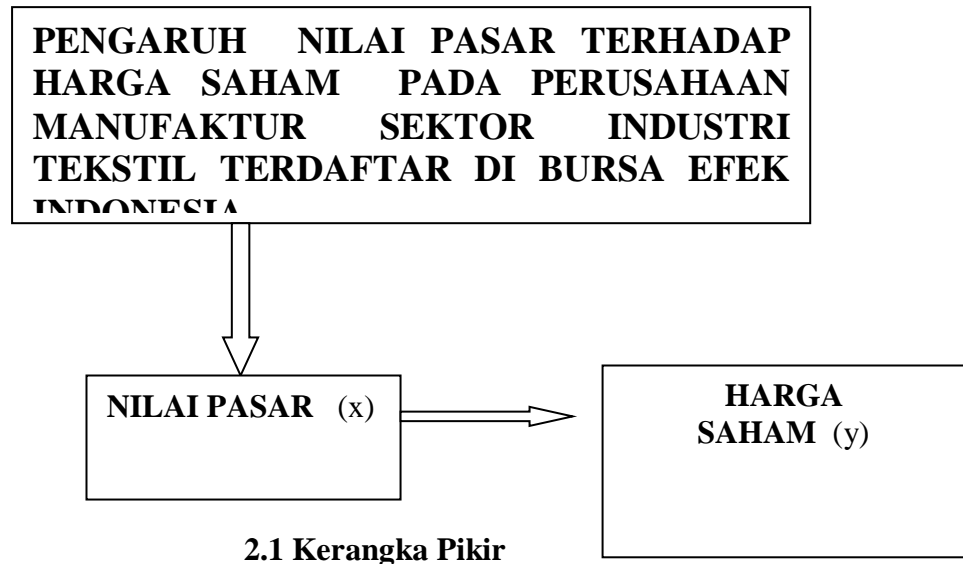 PENGARUH NILAI PASAR TERHADAP
HARGA SAHAM PADA PERUSAHAAN
MANUFAKTUR SEKTOR INDUSTRI
TEKSTIL TERDAFTAR DI BURSA EFEK
INDONESIA
NILAI PASAR (x)
HARGA
SAHAM (y)
2.1 Kerangka Pikir